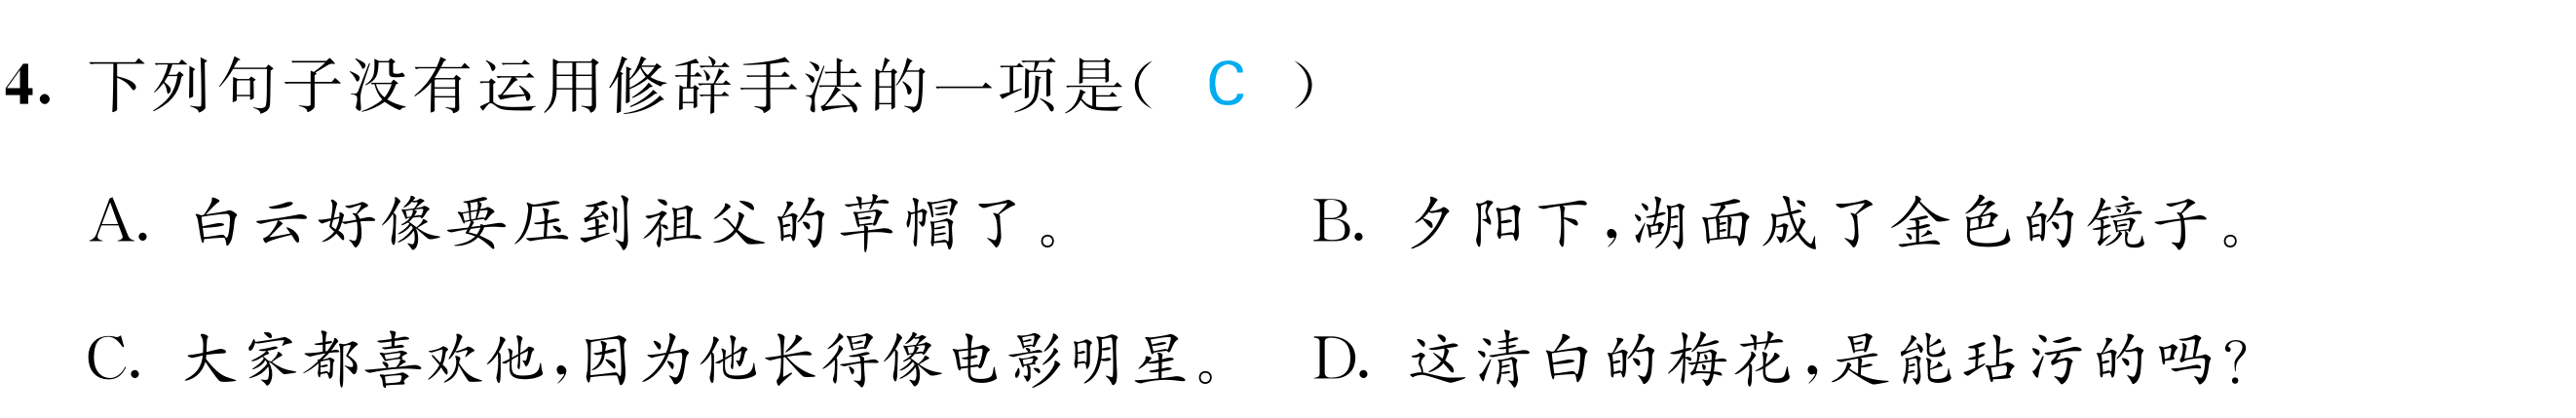 4. 下列句子没有运用修辞手法的一项是( C )
A. 白云好像要压到祖父的草帽了。 B. 夕阳下,湖面成了金色的镜子。
C. 大家都喜欢他,因为他长得像电影明星。 D. 这清白的梅花,是能玷污的吗?